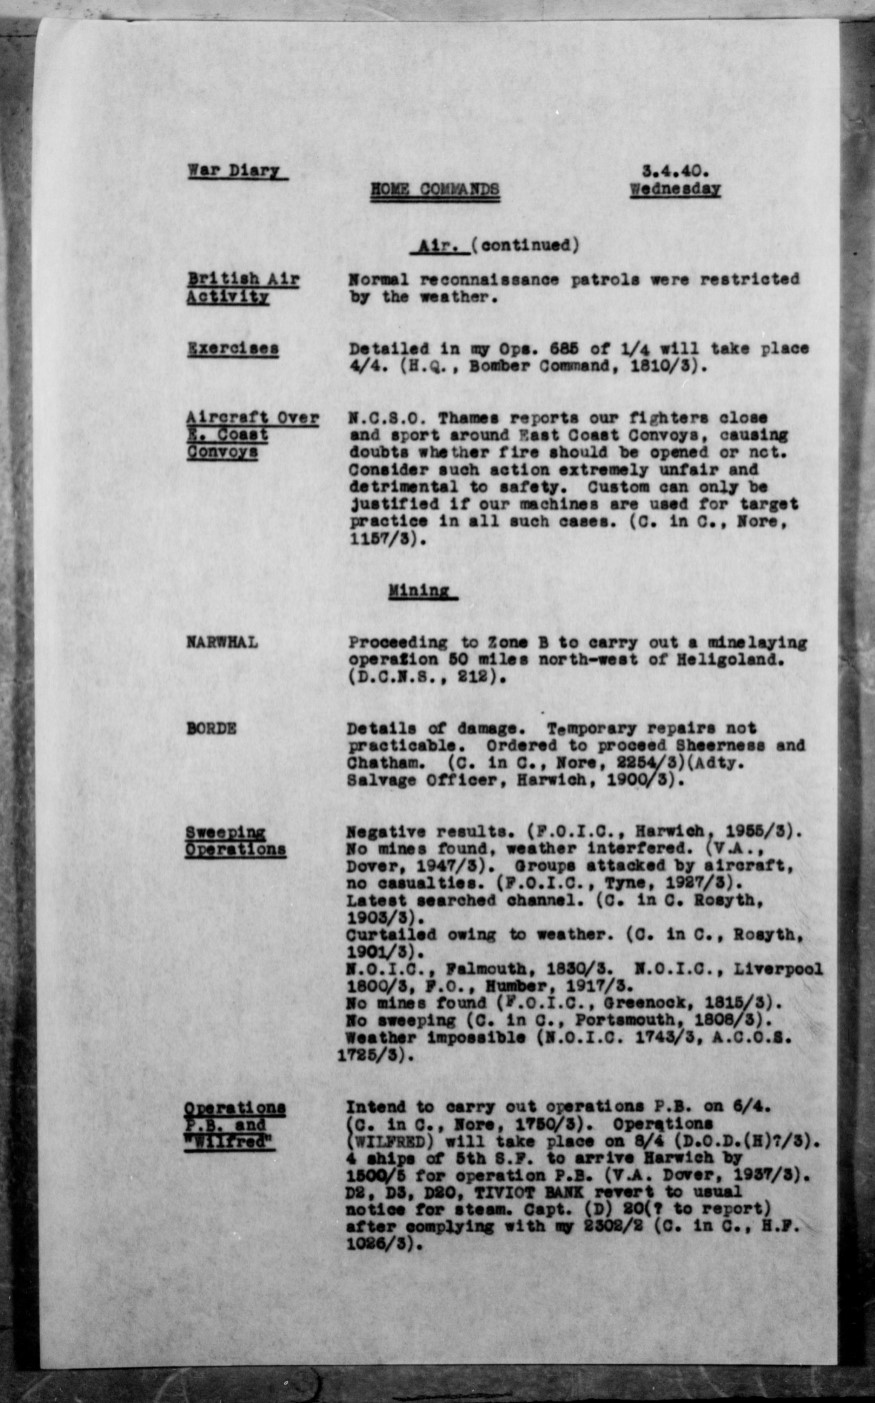 War Diary
3.4.40.
HOME COMMANDS
Wednesday
Air. (continued)
British Air Activity
Normal reconnaissance patrols were restricted
by the weather.
Exercises
Detailed in my Ops. 685 of 1/4 will take place
4/4. (H.Q., Bomber Command, 1810/3).
Aircraft Over
E. Coast
Convoys
N.C.S.O. Thames reports our fighters close
and sport around East Coast Convoys, causing
doubts whether fire should be opened or not.
Consider such action extremely unfair and
detrimental to safety. Custom can only be
justified if our machines are used for target
practice in all such cases. (C. in C., Nore,
1157/3).
Mining
NARWHAL
Proceeding to Zone B to carry out a minelaying
operation 50 miles north-west of Heligoland.
(D.C.N.S., 212).
BORDE
Details of damage. Temporary repairs not
practicable. Ordered to proceed Sheerness and
Chatham. (C. in C., Nore, 2254/3)(Adty.
Salvage Officer, Harwich, 1900/3).
Sweeping
Operations
Negative results. (F.O.I.C., Harwich, 1955/3).
No mines found, weather interfered. (V.A.,
Dover, 1947/3). Groups attacked by aircraft,
no casualties. (F.O.I.C., Tyne, 1927/3).
Latest searched channel. (C. in C. Rosyth,
1903/3).
Curtailed owing to weather. (C. in C., Rosyth,
1901/3).
N.O.I.C., Falmouth, 1830/3. N.O.I.C., Liverpool
1800/3, F.O., Humber, 1917/3.
No mines found (F.O.I.C., Greenock, 1815/3).
No sweeping (C. in C., Portsmouth, 1808/3).
Weather impossible (N.O.I.C. 1743/3, A.C.O.S.
1725/3).
Operations
P.B. and
"Wilfred"
Intend to carry out operations P.B. on 6/4.
(C. in C., Nore, 1750/3). Operations
(WILFRED) will take place on 8/4 (D.O.D.(H)?/3).
4 ships of 5th S.F. to arrive Harwich by
1500/5 for operation P.B. (V.A. Dover, 1937/3).
D2, D3, D20, TIVIOT BANK revert to usual
notice for steam. Capt. (D) 20(? to report)
after complying with my 2302/2 (C. in C., H.F.
1026/3).